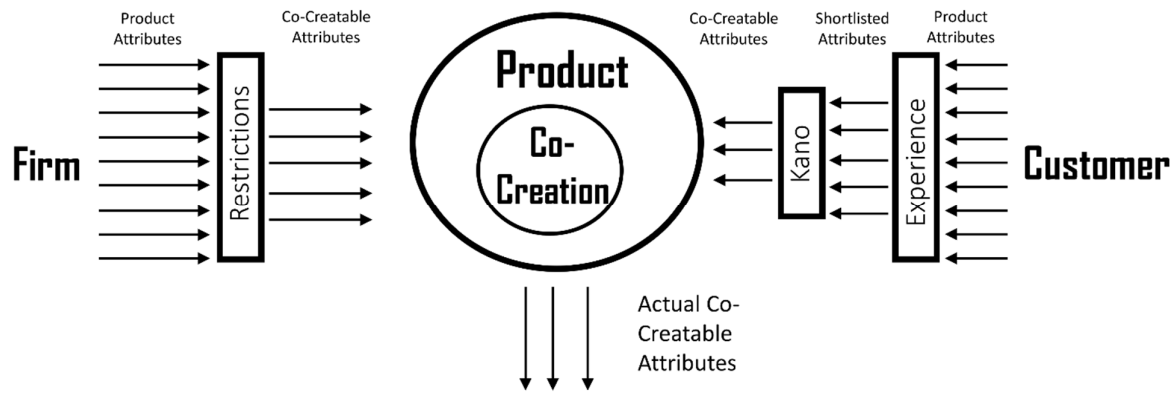 Product
Attributes
Co-Creatable
Attributes
Co-Creatable
Attributes
Shortlisted
Attributes
Product
Attributes
Firm
Restrictions
Product
Co-
Creation
Kano
Experience
Customer
Actual Co-
Creatable
Attributes